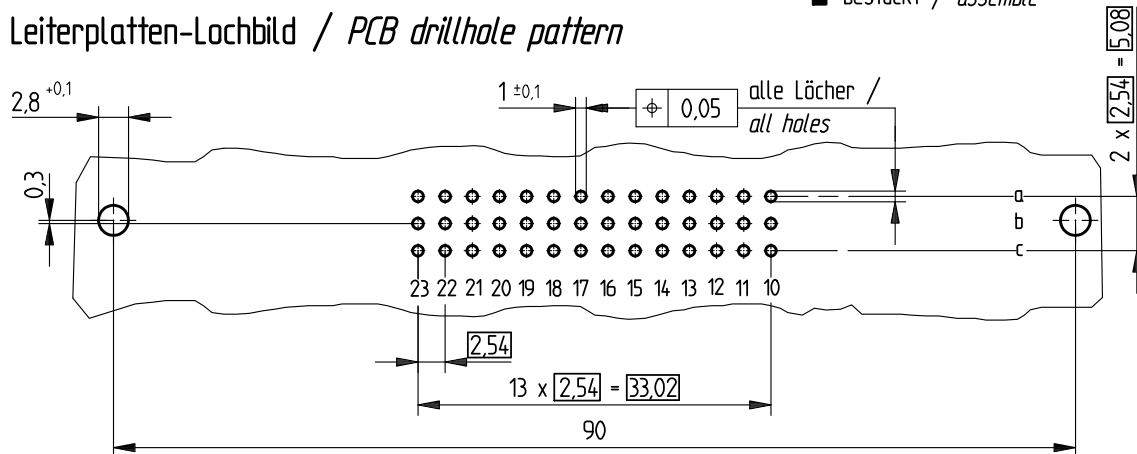 ■ bestückt / assemble
Leiterplatten-Lochbild / PCB drillhole pattern
2,8 +0,1
1 ±0,1
0,05
alle Löcher /
all holes
2 x 2,54 = 5,08
0,3
a
b
c
23 22 21 20 19 18 17 16 15 14 13 12 11 10
2,54
13 x 2,54 = 33,02
90